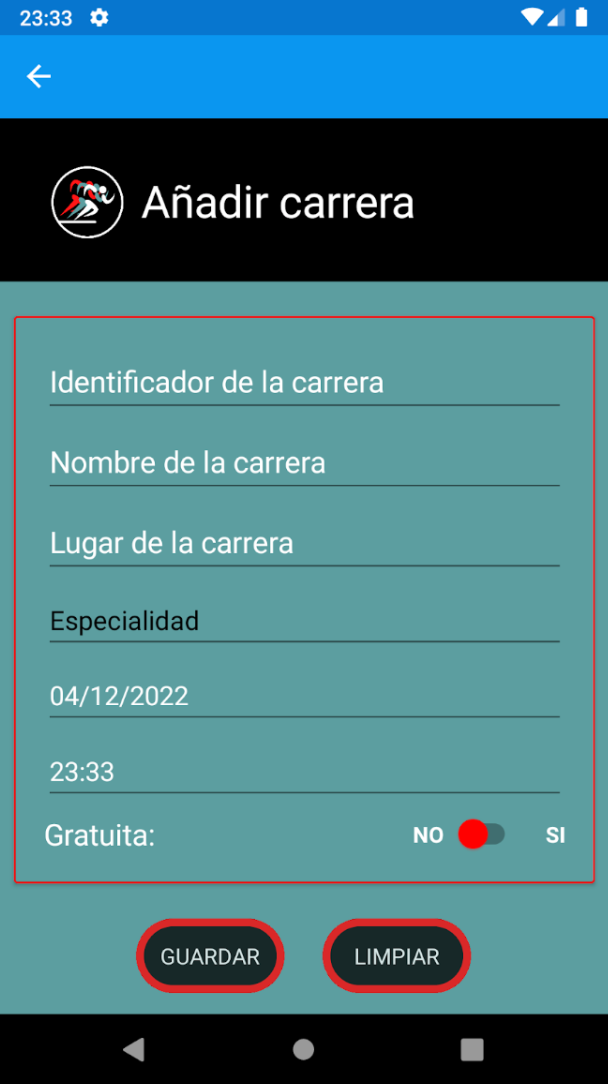 23:33
Añadir carrera
Identificador de la carrera
Nombre de la carrera
Lugar de la carrera
Especialidad
04/12/2022
23:33
Gratuita: NO SI
GUARDAR LIMPIAR